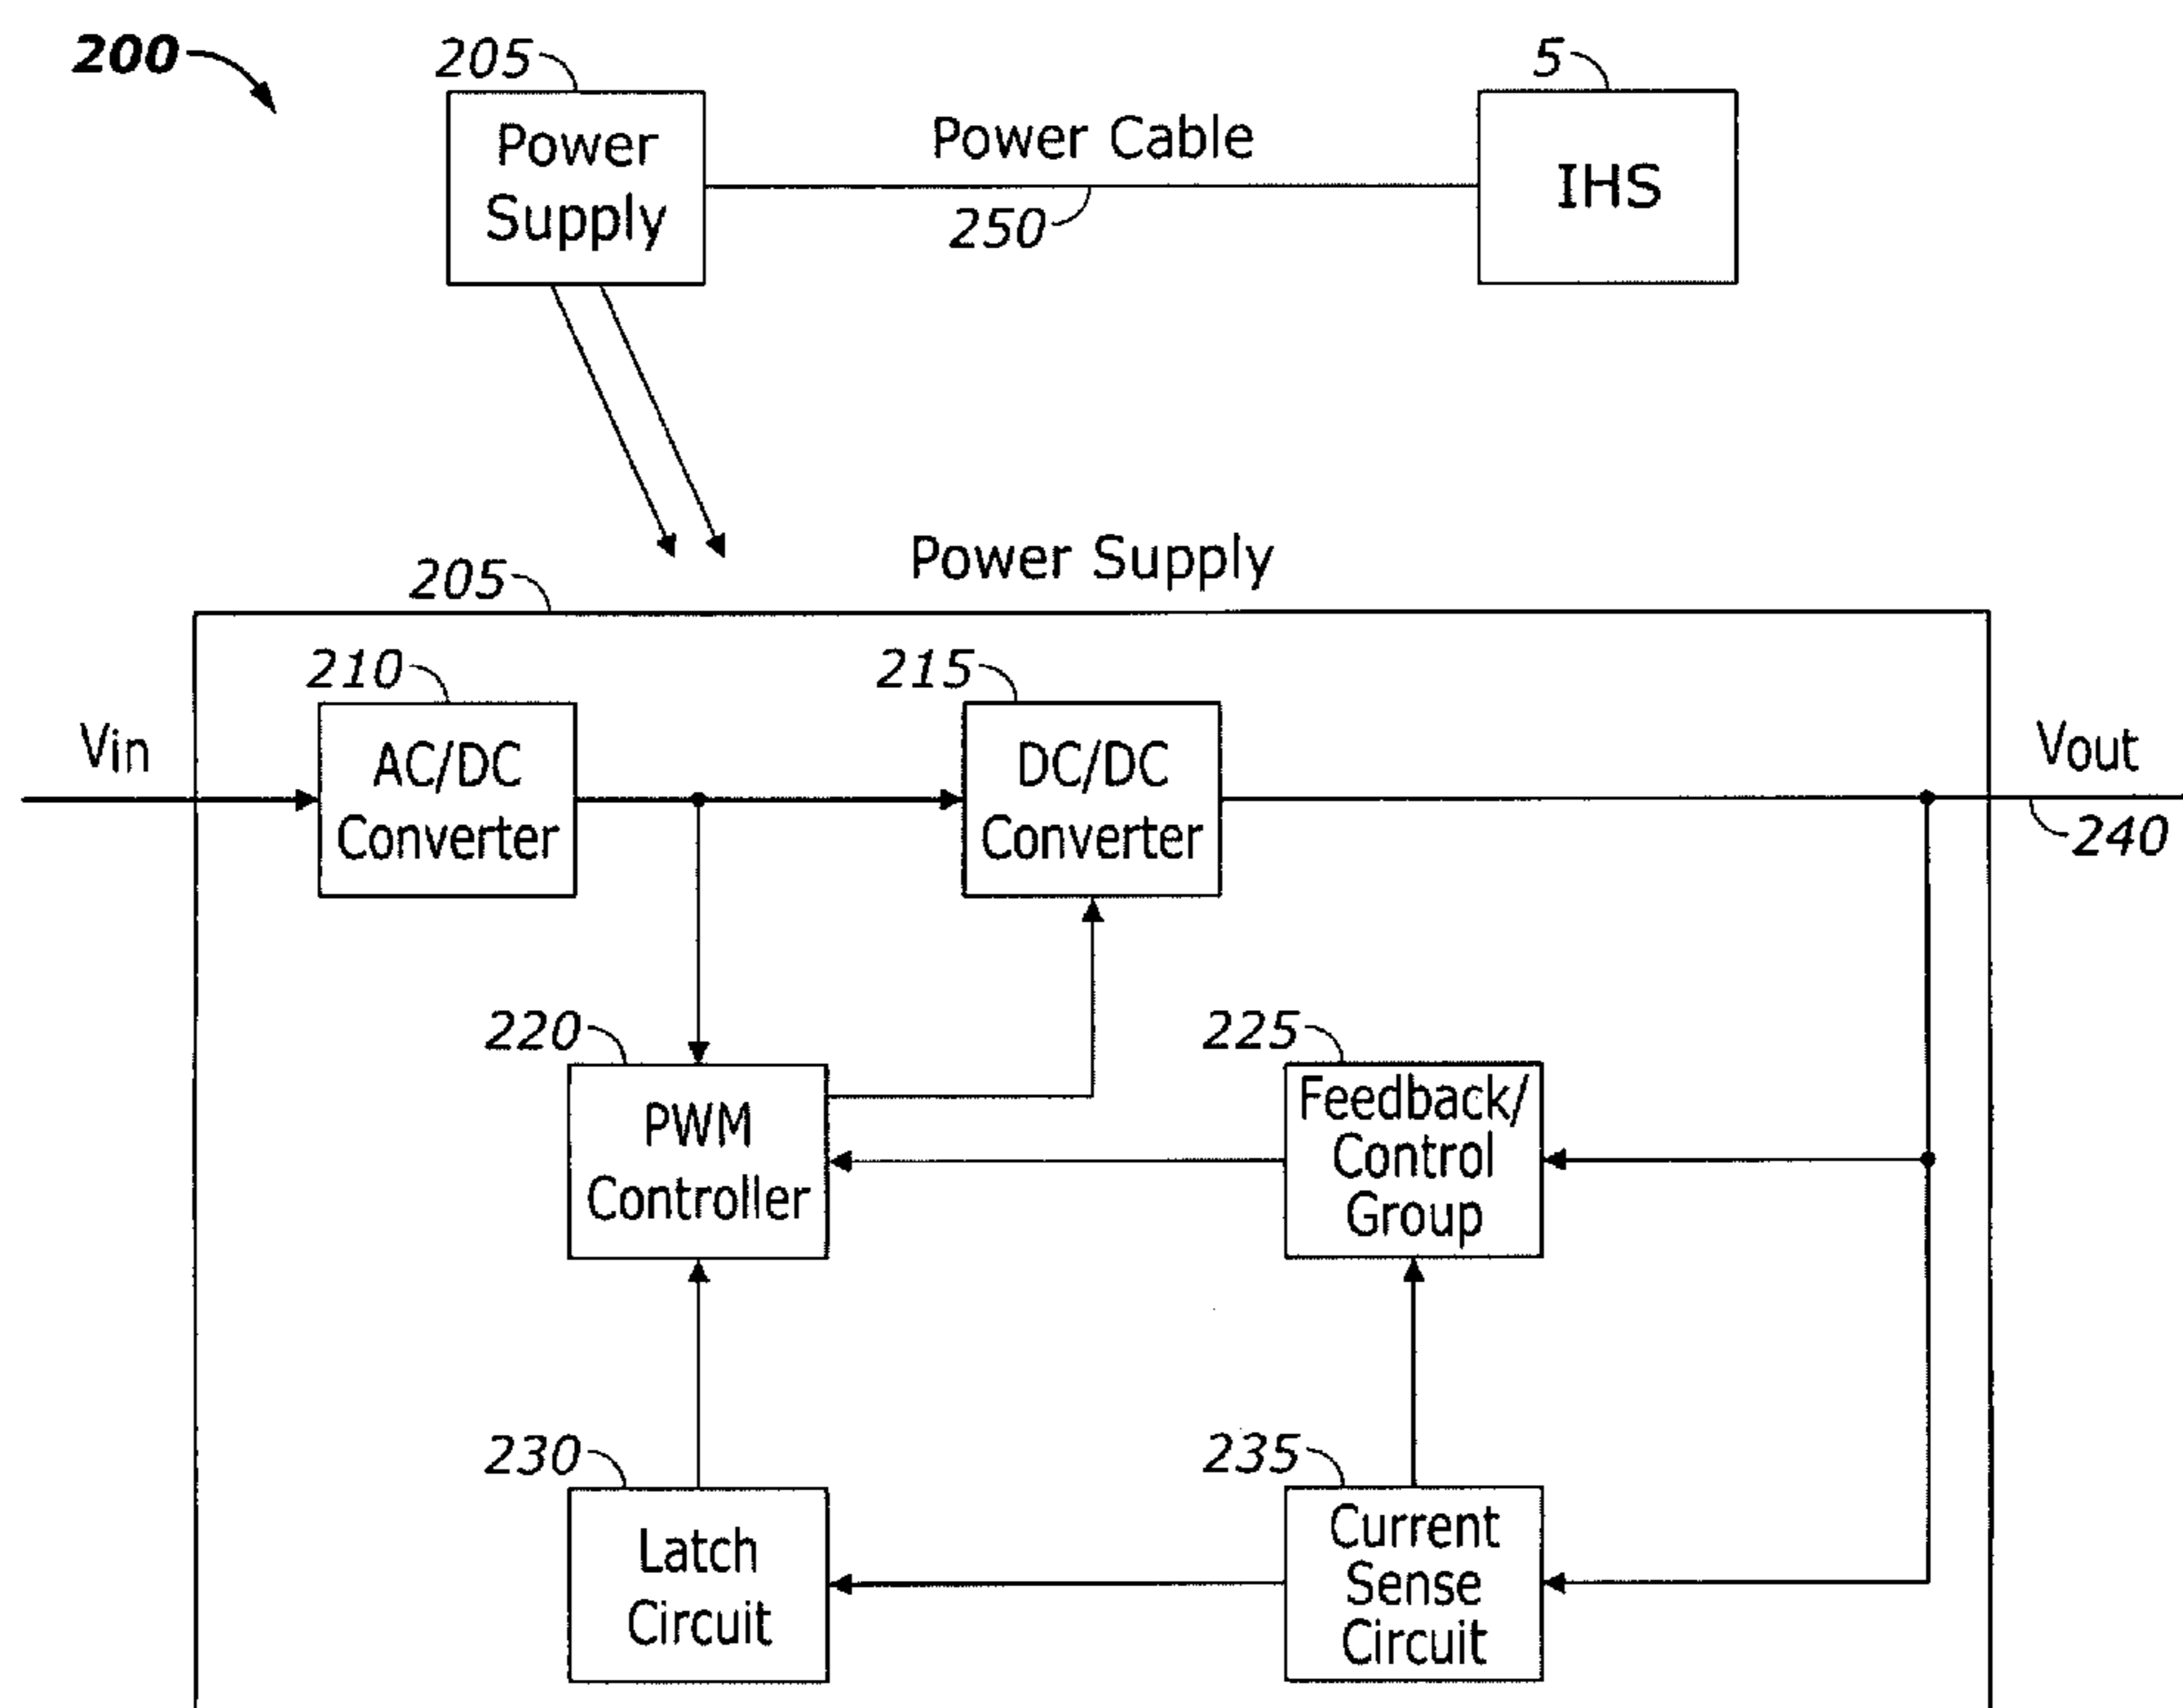 200
205
5
Power
Supply
Power Cable
250
IHS
Power Supply
205
210
215
Vin
AC/DC
Converter
DC/DC
Converter
Vout
240
220
225
PWM
Controller
Feedback/
Control
Group
230
235
Latch
Circuit
Current
Sense
Circuit